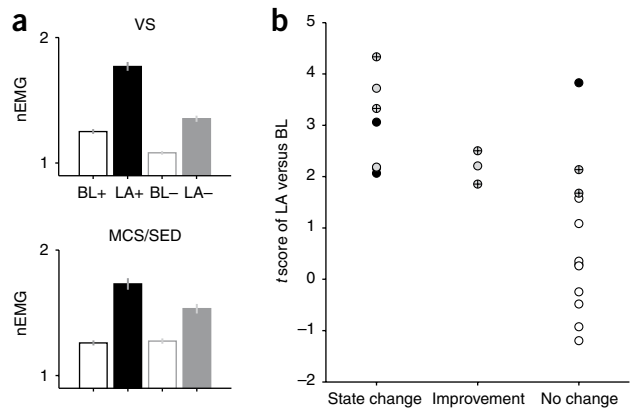 a
VS
2
nEMG
1
BL+ LA+ BL– LA–
MCS/SED
2
nEMG
1
b
5
4
3
2
1
0
–1
–2
t score of LA versus BL
State change Improvement No change